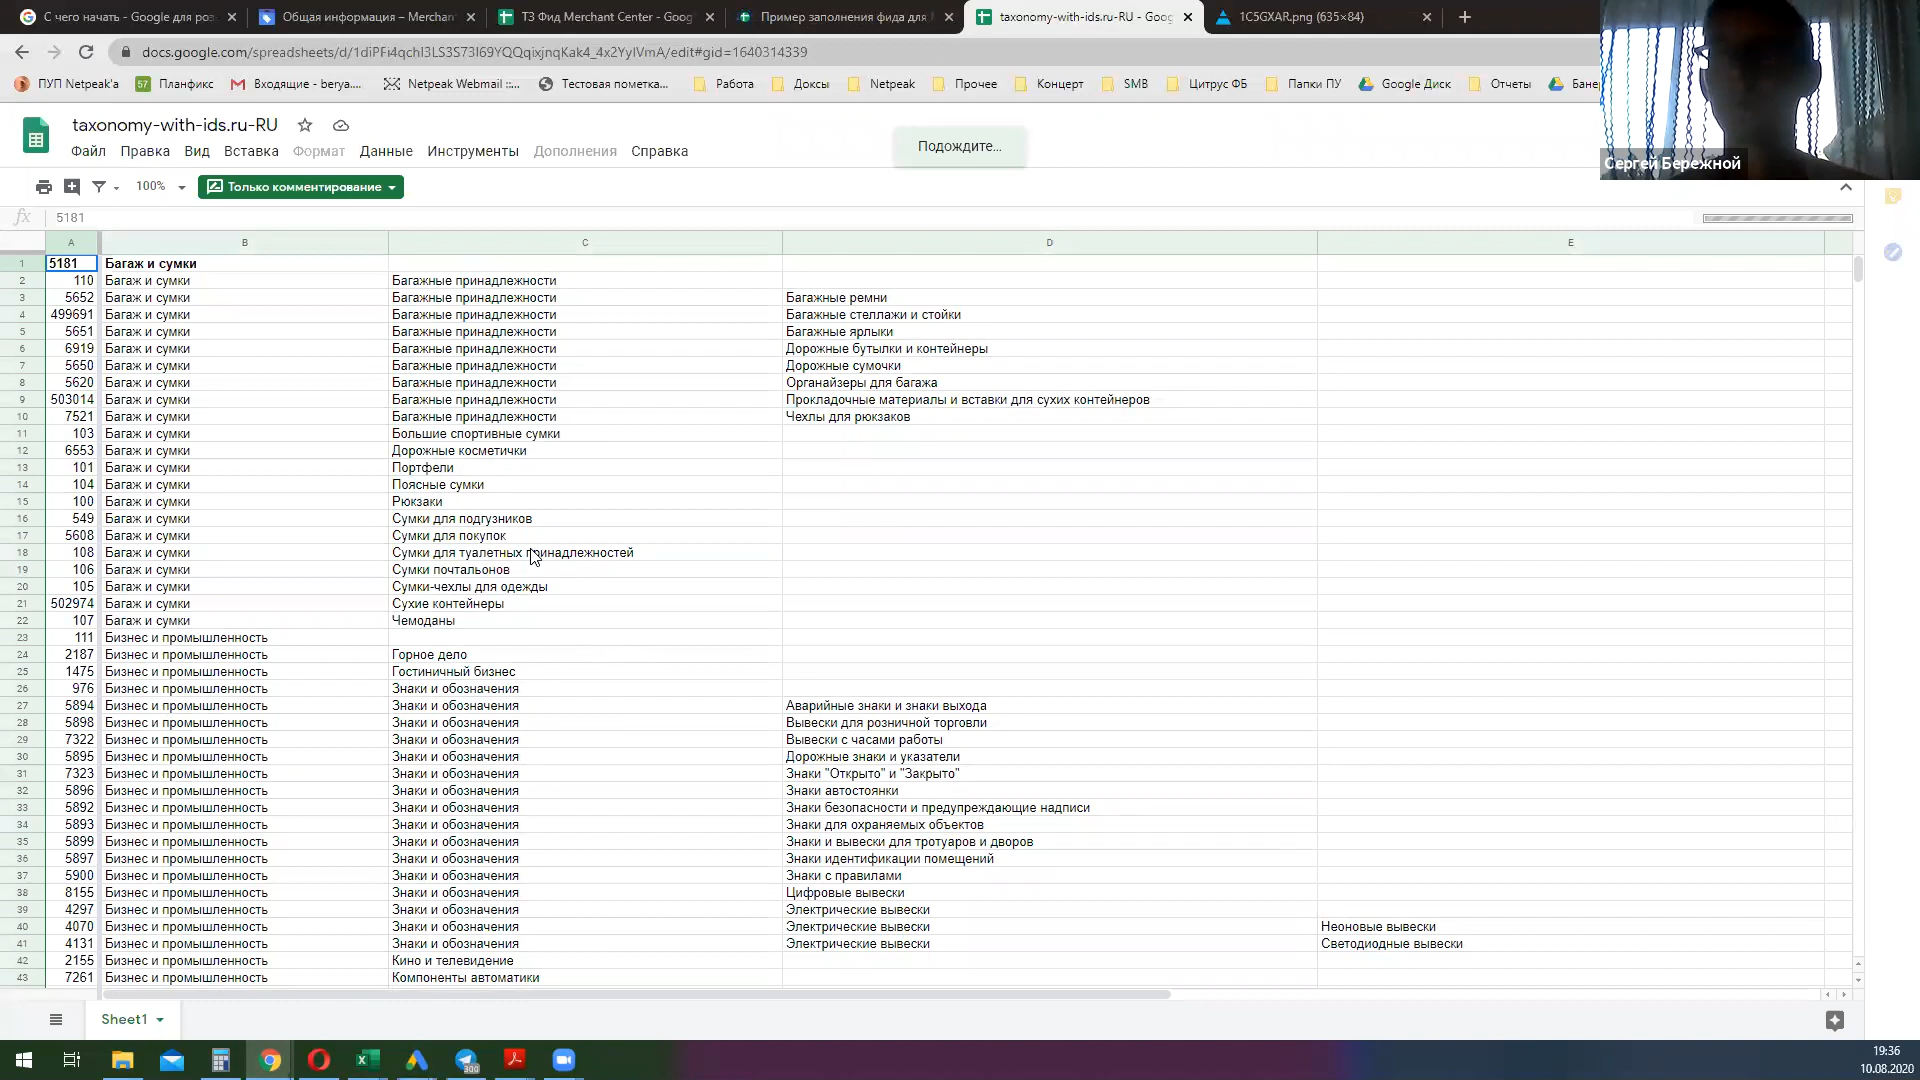 С чего начать - Google для роз
Общая информация – Merchan
ТЗ Фид Merchant Center - Goog
Пример заполнения фида для M
taxonomy-with-ids.ru-RU - Goog
1C5GXAR.png (635×84)
docs.google.com/spreadsheets/d/1diPFi4qchl3LS3S73I69YQQqixjnqKak4_4x2YyIVmA/edit#gid=1640314339
ПУП Netpeak'а
57 Планфикс
Входящие - berya....
Netpeak Webmail ::...
Тестовая пометка...
Работа
Доксы
Netpeak
Прочее
Концерт
SMB
Цитрус ФБ
Папки ПУ
Google Диск
Отчеты
Бане
Сергей Бережной
taxonomy-with-ids.ru-RU
Файл Правка Вид Вставка Формат Данные Инструменты Дополнения Справка
Подождите...
100% Только комментирование
fx 5181
A B C D E
1 5181 Багаж и сумки
2 110 Багаж и сумки Багажные принадлежности
3 5652 Багаж и сумки Багажные принадлежности Багажные ремни
4 499691 Багаж и сумки Багажные принадлежности Багажные стеллажи и стойки
5 5651 Багаж и сумки Багажные принадлежности Багажные ярлыки
6 6919 Багаж и сумки Багажные принадлежности Дорожные бутылки и контейнеры
7 5650 Багаж и сумки Багажные принадлежности Дорожные сумочки
8 5620 Багаж и сумки Багажные принадлежности Органайзеры для багажа
9 503014 Багаж и сумки Багажные принадлежности Прокладочные материалы и вставки для сухих контейнеров
10 7521 Багаж и сумки Багажные принадлежности Чехлы для рюкзаков
11 103 Багаж и сумки Большие спортивные сумки
12 6553 Багаж и сумки Дорожные косметички
13 101 Багаж и сумки Портфели
14 104 Багаж и сумки Поясные сумки
15 100 Багаж и сумки Рюкзаки
16 549 Багаж и сумки Сумки для подгузников
17 5608 Багаж и сумки Сумки для покупок
18 108 Багаж и сумки Сумки для туалетных принадлежностей
19 106 Багаж и сумки Сумки почтальонов
20 105 Багаж и сумки Сумки-чехлы для одежды
21 502974 Багаж и сумки Сухие контейнеры
22 107 Багаж и сумки Чемоданы
23 111 Бизнес и промышленность
24 2187 Бизнес и промышленность Горное дело
25 1475 Бизнес и промышленность Гостиничный бизнес
26 976 Бизнес и промышленность Знаки и обозначения
27 5894 Бизнес и промышленность Знаки и обозначения Аварийные знаки и знаки выхода
28 5898 Бизнес и промышленность Знаки и обозначения Вывески для розничной торговли
29 7322 Бизнес и промышленность Знаки и обозначения Вывески с часами работы
30 5895 Бизнес и промышленность Знаки и обозначения Дорожные знаки и указатели
31 7323 Бизнес и промышленность Знаки и обозначения Знаки "Открыто" и "Закрыто"
32 5896 Бизнес и промышленность Знаки и обозначения Знаки автостоянки
33 5892 Бизнес и промышленность Знаки и обозначения Знаки безопасности и предупреждающие надписи
34 5893 Бизнес и промышленность Знаки и обозначения Знаки для охраняемых объектов
35 5899 Бизнес и промышленность Знаки и обозначения Знаки и вывески для тротуаров и дворов
36 5897 Бизнес и промышленность Знаки и обозначения Знаки идентификации помещений
37 5900 Бизнес и промышленность Знаки и обозначения Знаки с правилами
38 8155 Бизнес и промышленность Знаки и обозначения Цифровые вывески
39 4297 Бизнес и промышленность Знаки и обозначения Электрические вывески
40 4070 Бизнес и промышленность Знаки и обозначения Электрические вывески Неоновые вывески
41 4131 Бизнес и промышленность Знаки и обозначения Электрические вывески Светодиодные вывески
42 2155 Бизнес и промышленность Кино и телевидение
43 7261 Бизнес и промышленность Компоненты автоматики
Sheet1
300
19:36
10.08.2020